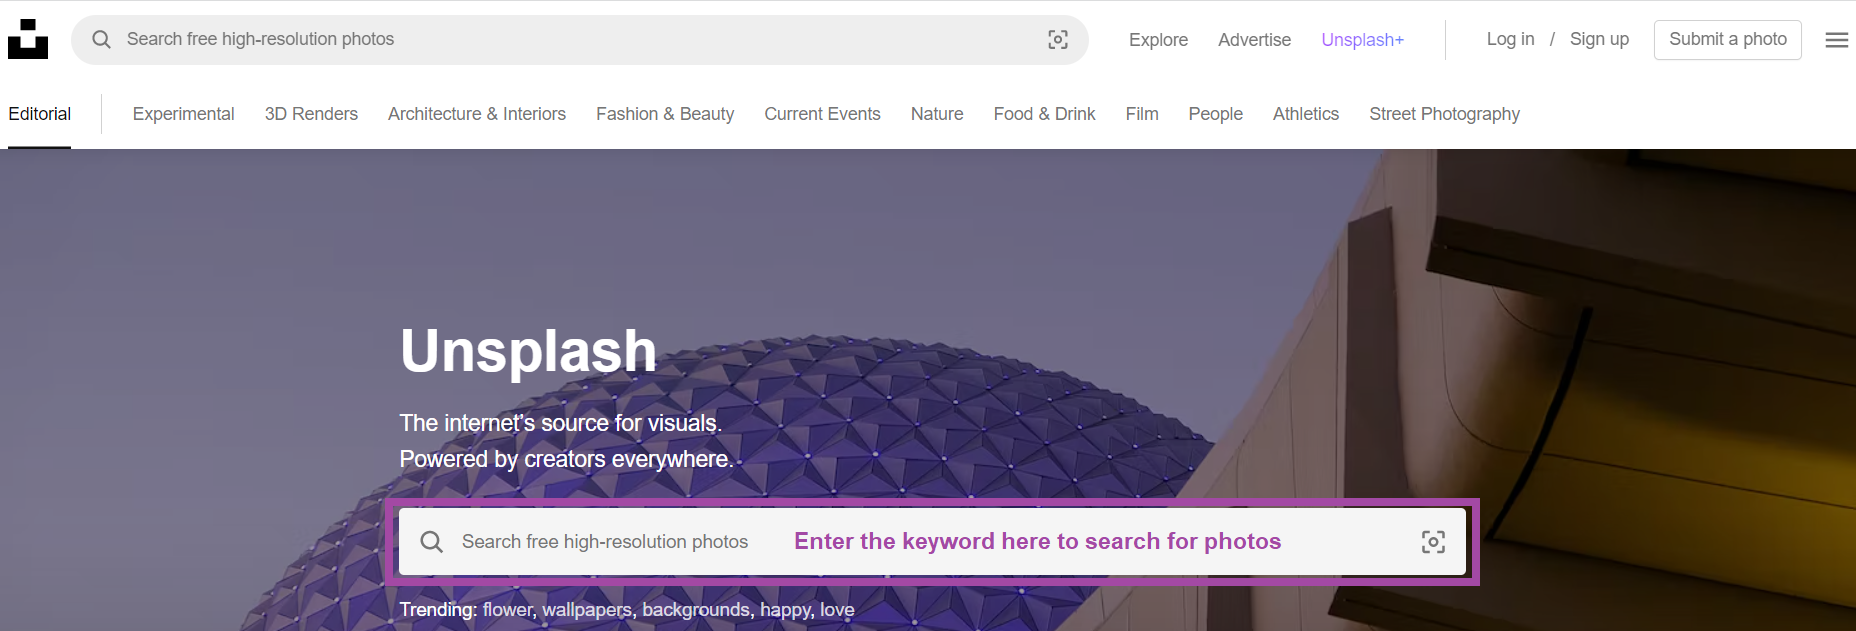 Search free high-resolution photos
Explore Advertise Unsplash+ Log in / Sign up Submit a photo
Editorial Experimental 3D Renders Architecture & Interiors Fashion & Beauty Current Events Nature Food & Drink Film People Athletics Street Photography
Unsplash
The internet's source for visuals.
Powered by creators everywhere.
Search free high-resolution photos Enter the keyword here to search for photos
Trending: flower, wallpapers, backgrounds, happy, love